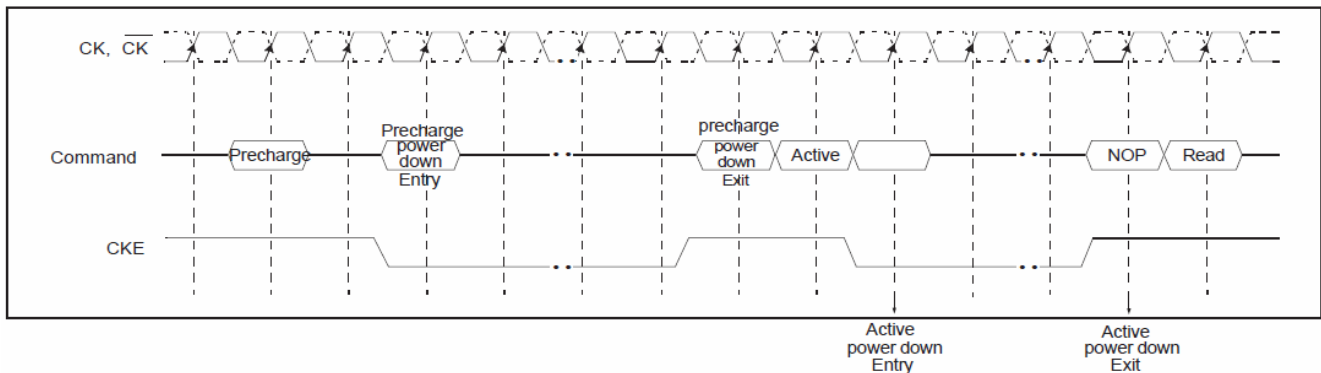 CK, CK
Command
Precharge
Precharge
power
down
Entry
precharge
power
down
Exit
Active
NOP
Read
CKE
Active
power down
Entry
Active
power down
Exit